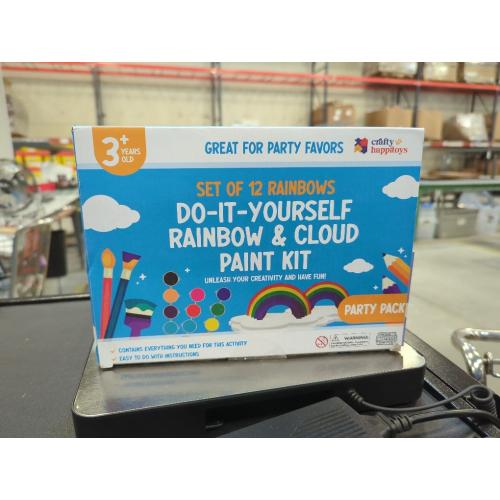 3+
YEARS
OLD
GREAT FOR PARTY FAVORS
crafty
happitoys
SET OF 12 RAINBOWS
DO-IT-YOURSELF
RAINBOW & CLOUD
PAINT KIT
UNLEASH YOUR CREATIVITY AND HAVE FUN!
PARTY PACK
✓ CONTAINS EVERYTHING YOU NEED FOR THIS ACTIVITY
✓ EASY TO DO WITH INSTRUCTIONS
WARNING: